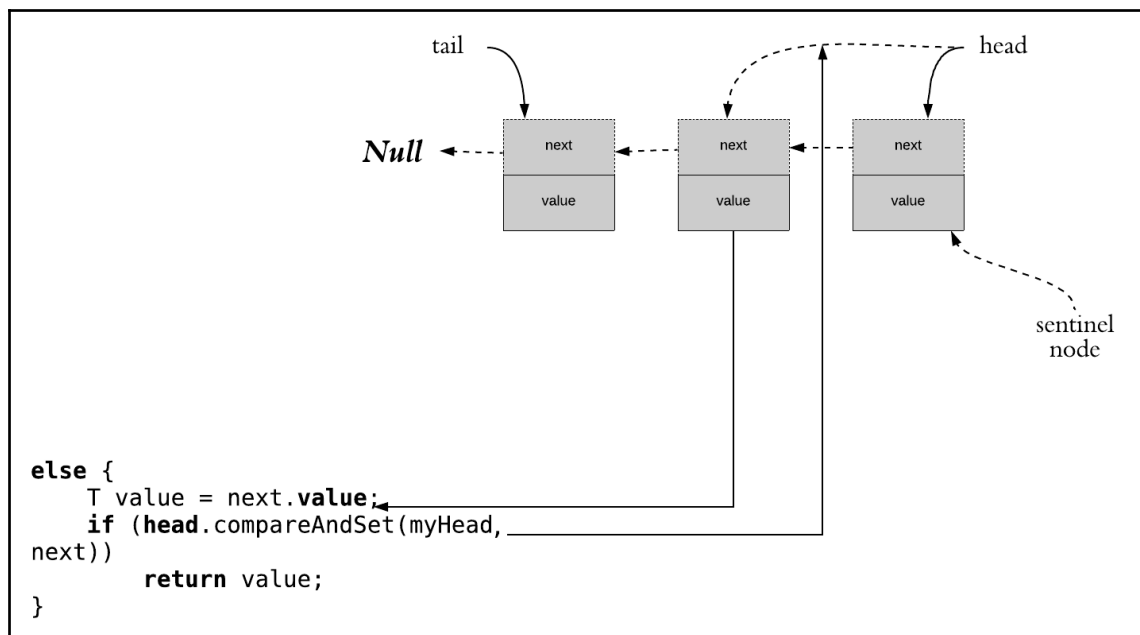 tail
head
Null
next
next
next
value
value
value
sentinel
node
else {
    T value = next.value;
    if (head.compareAndSet(myHead,
next))
        return value;
}